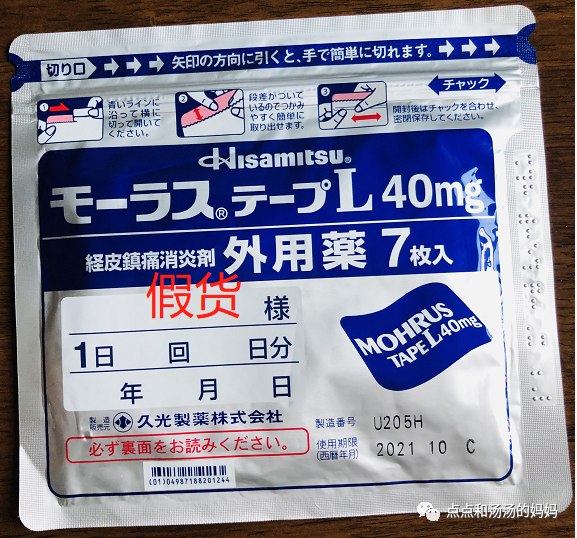 切り口 矢印の方向に引くと、手で簡単に切れます。
チャック
① 青いラインに
沿って横に
切って開いて
ください。
② 段差がついて
いるのでつかみ
やすく簡単に
取り出せます。
③ 開封後はチャックを合わせ、
密閉保存してください。
Hisamitsu®
モーラス®テープL 40mg
経皮鎮痛消炎剤 外用薬 7枚入
假货
様
1日 回 日分
年 月 日
MOHRUS
TAPE L 40mg
製造
販売元 久光製薬株式会社
必ず裏面をお読みください。
製造番号 U205H
使用期限
(西暦年月) 2021 10 C
(01)04987188201244
点点和汤汤的妈妈